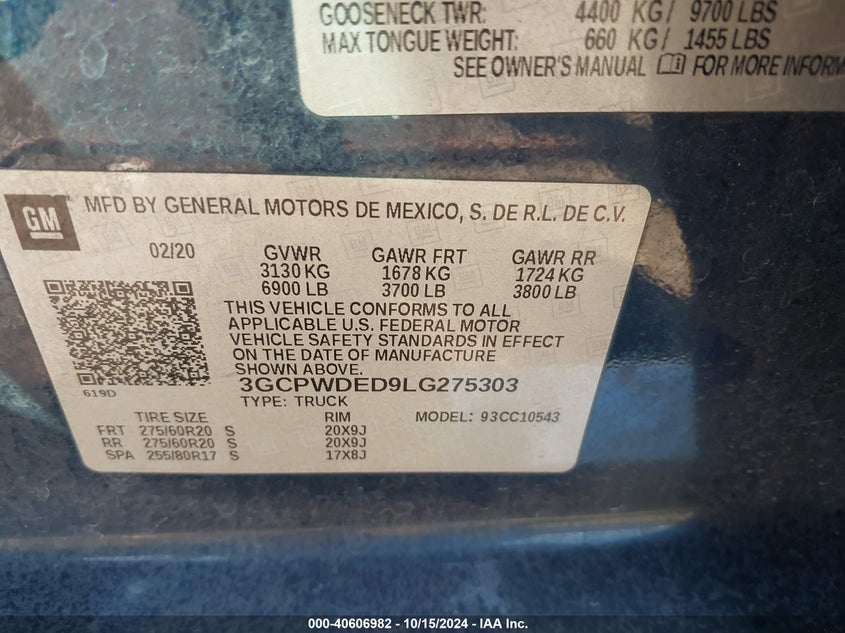 GOOSENECK TWR: 4400 KG / 9700 LBS
MAX TONGUE WEIGHT: 660 KG / 1455 LBS
SEE OWNER'S MANUAL FOR MORE INFORM
GM MFD BY GENERAL MOTORS DE MEXICO, S. DE R.L. DE C.V.
02/20 GVWR GAWR FRT GAWR RR
3130 KG 1678 KG 1724 KG
6900 LB 3700 LB 3800 LB
THIS VEHICLE CONFORMS TO ALL
APPLICABLE U.S. FEDERAL MOTOR
VEHICLE SAFETY STANDARDS IN EFFECT
ON THE DATE OF MANUFACTURE
SHOWN ABOVE.
619D 3GCPWDED9LG275303
TYPE: TRUCK MODEL: 93CC10543
TIRE SIZE RIM
FRT 275/60R20 S 20X9J
RR 275/60R20 S 20X9J
SPA 255/80R17 S 17X8J
000-40606982 - 10/15/2024 - IAA Inc.